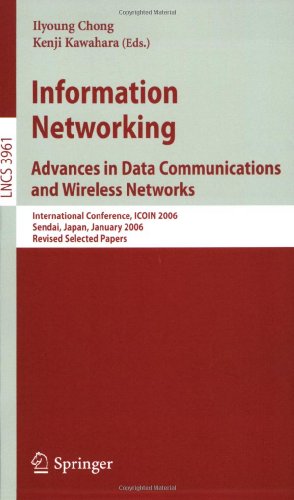 Ilyoung Chong
Kenji Kawahara (Eds.)
LNCS 3961
Information
Networking
Advances in Data Communications
and Wireless Networks
International Conference, ICOIN 2006
Sendai, Japan, January 2006
Revised Selected Papers
Springer